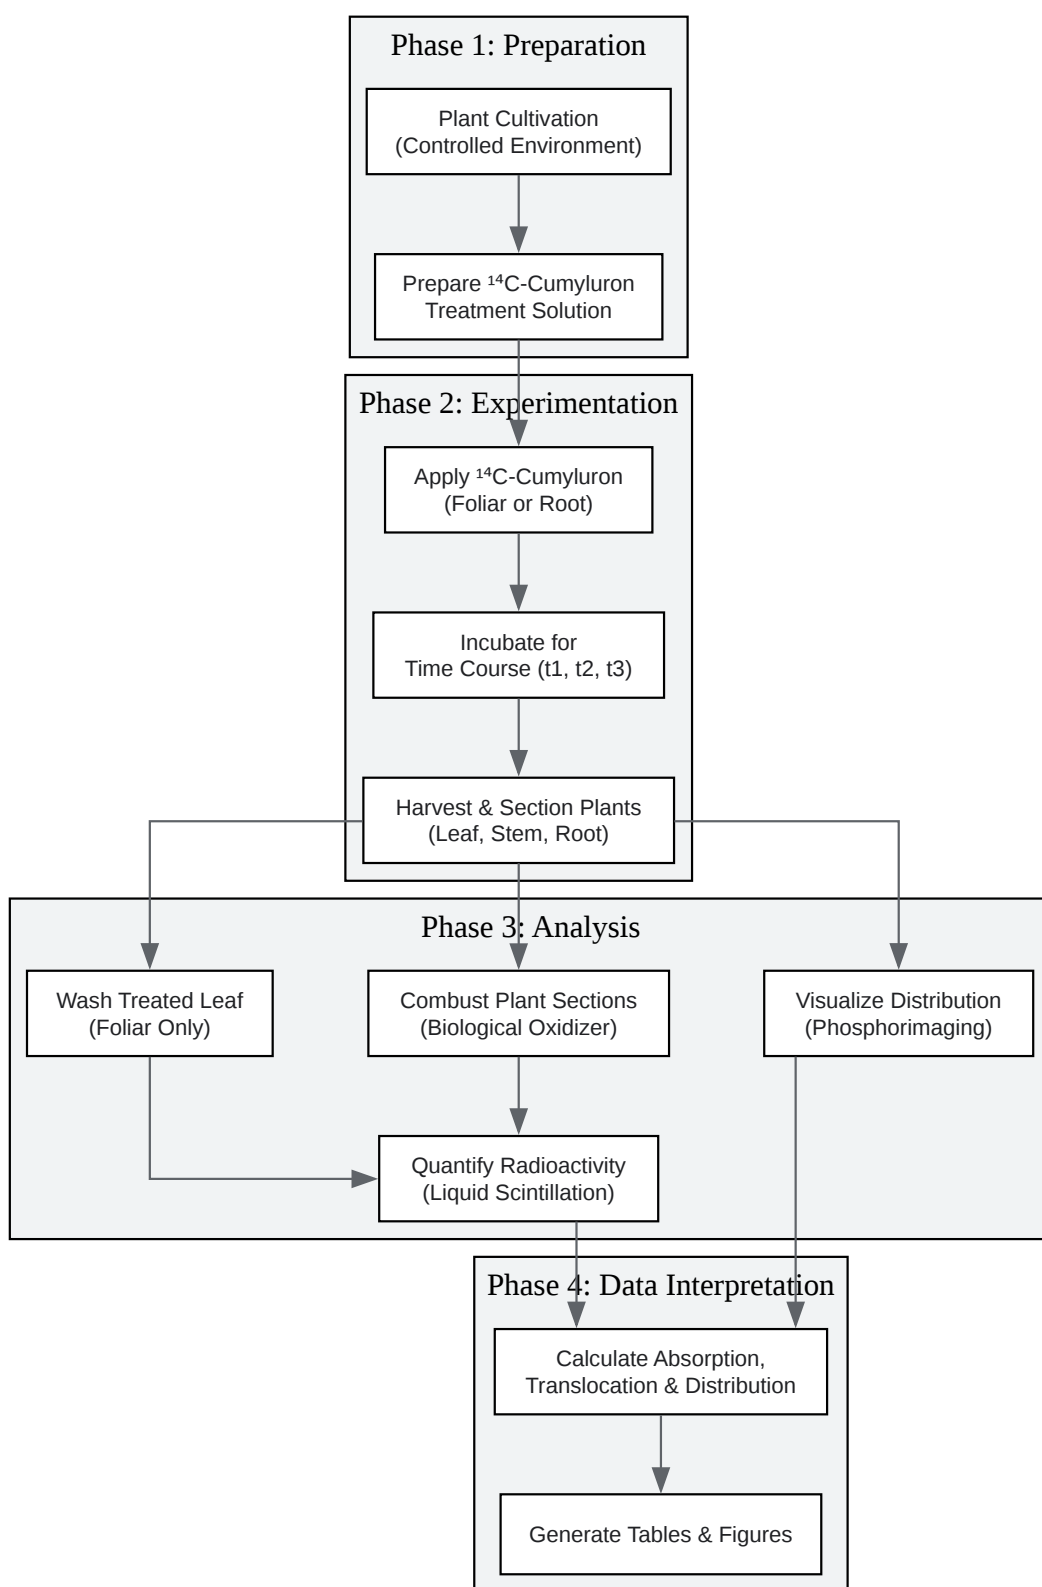 Phase 1: Preparation
Plant Cultivation
(Controlled Environment)
Prepare ¹⁴C-Cumyluron
Treatment Solution
Phase 2: Experimentation
Apply ¹⁴C-Cumyluron
(Foliar or Root)
Incubate for
Time Course (t1, t2, t3)
Harvest & Section Plants
(Leaf, Stem, Root)
Phase 3: Analysis
Wash Treated Leaf
(Foliar Only)
Combust Plant Sections
(Biological Oxidizer)
Visualize Distribution
(Phosphorimaging)
Quantify Radioactivity
(Liquid Scintillation)
Phase 4: Data Interpretation
Calculate Absorption,
Translocation & Distribution
Generate Tables & Figures